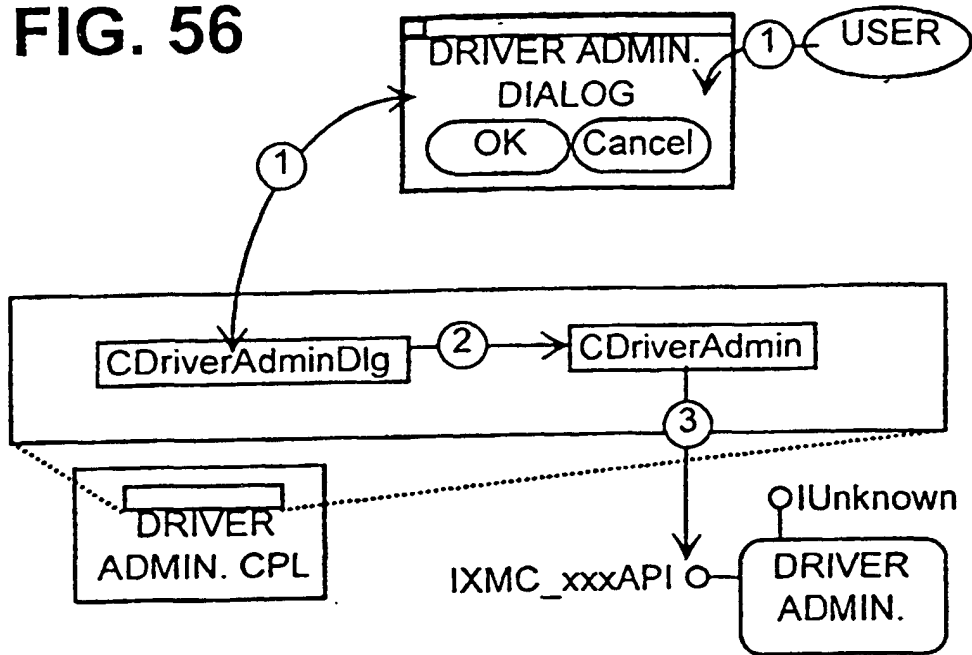 FIG. 56
DRIVER ADMIN.
DIALOG
OK
Cancel
1
USER
1
CDriverAdminDlg
2
CDriverAdmin
3
DRIVER
ADMIN. CPL
IUnknown
IXMC_xxxAPI
DRIVER
ADMIN.